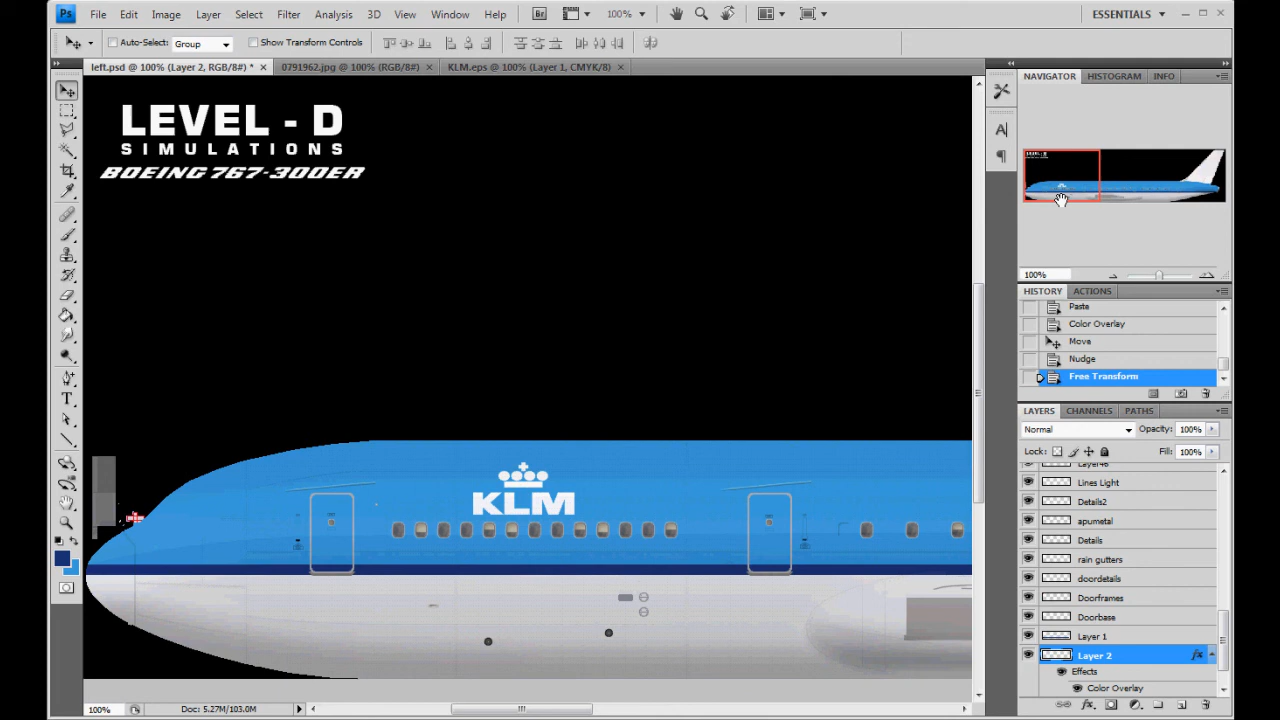 Ps File Edit Image Layer Select Filter Analysis 3D View Window Help Br 100% ESSENTIALS
Auto-Select: Group Show Transform Controls
left.psd @ 100% (Layer 2, RGB/8#) * 0791962.jpg @ 100% (RGB/8#) KLM.eps @ 100% (Layer 1, CMYK/8)
NAVIGATOR HISTOGRAM INFO
LEVEL - D
SIMULATIONS
BOEING 767-300ER
100%
HISTORY ACTIONS
Paste
Color Overlay
Move
Nudge
Free Transform
LAYERS CHANNELS PATHS
Normal Opacity: 100%
Lock: Fill: 100%
Layer46
Lines Light
Details2
apumetal
Details
rain gutters
doordetails
Doorframes
Doorbase
Layer 1
Layer 2 fx
Effects
Color Overlay
KLM
100% Doc: 5.27M/103.0M